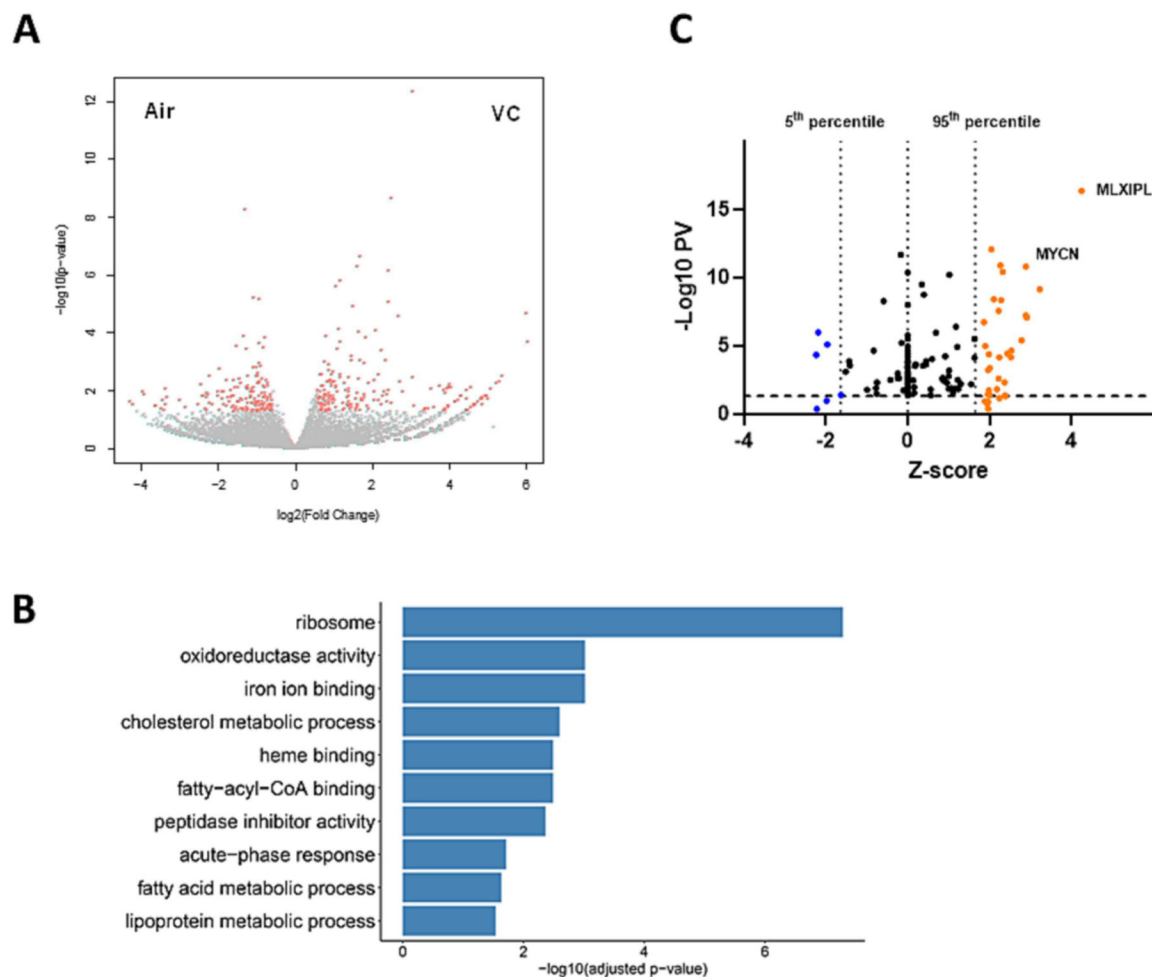 A
Air
VC
12
10
8
6
4
2
0
-log10(p-value)
−4 −2 0 2 4 6
log2(Fold Change)
C
5th percentile 95th percentile
MLXIPL
MYCN
15
10
5
0
-Log10 PV
-4 -2 0 2 4
Z-score
B
ribosome
oxidoreductase activity
iron ion binding
cholesterol metabolic process
heme binding
fatty−acyl−CoA binding
peptidase inhibitor activity
acute−phase response
fatty acid metabolic process
lipoprotein metabolic process
0 2 4 6
−log10(adjusted p−value)